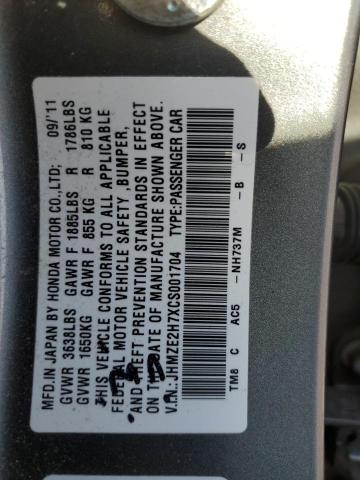 MFD.IN JAPAN BY HONDA MOTOR CO.,LTD; 09/'11
GVWR 3638LBS GAWR F 1885LBS R 1786LBS
GVWR 1650KG GAWR F 855 KG R 810 KG
THIS VEHICLE CONFORMS TO ALL APPLICABLE
FEDERAL MOTOR VEHICLE SAFETY ,BUMPER,
AND THEFT PREVENTION STANDARDS IN EFFECT
ON THE DATE OF MANUFACTURE SHOWN ABOVE.
V.I.N.:JHMZE2H7XCS001704 TYPE:PASSENGER CAR
TM8 C AC5 -NH737M -B -S